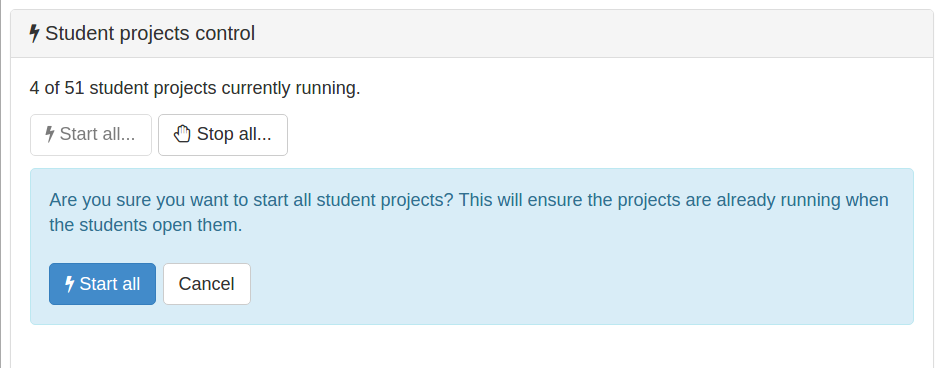 Student projects control
4 of 51 student projects currently running.
Start all... Stop all...
Are you sure you want to start all student projects? This will ensure the projects are already running when
the students open them.
Start all Cancel